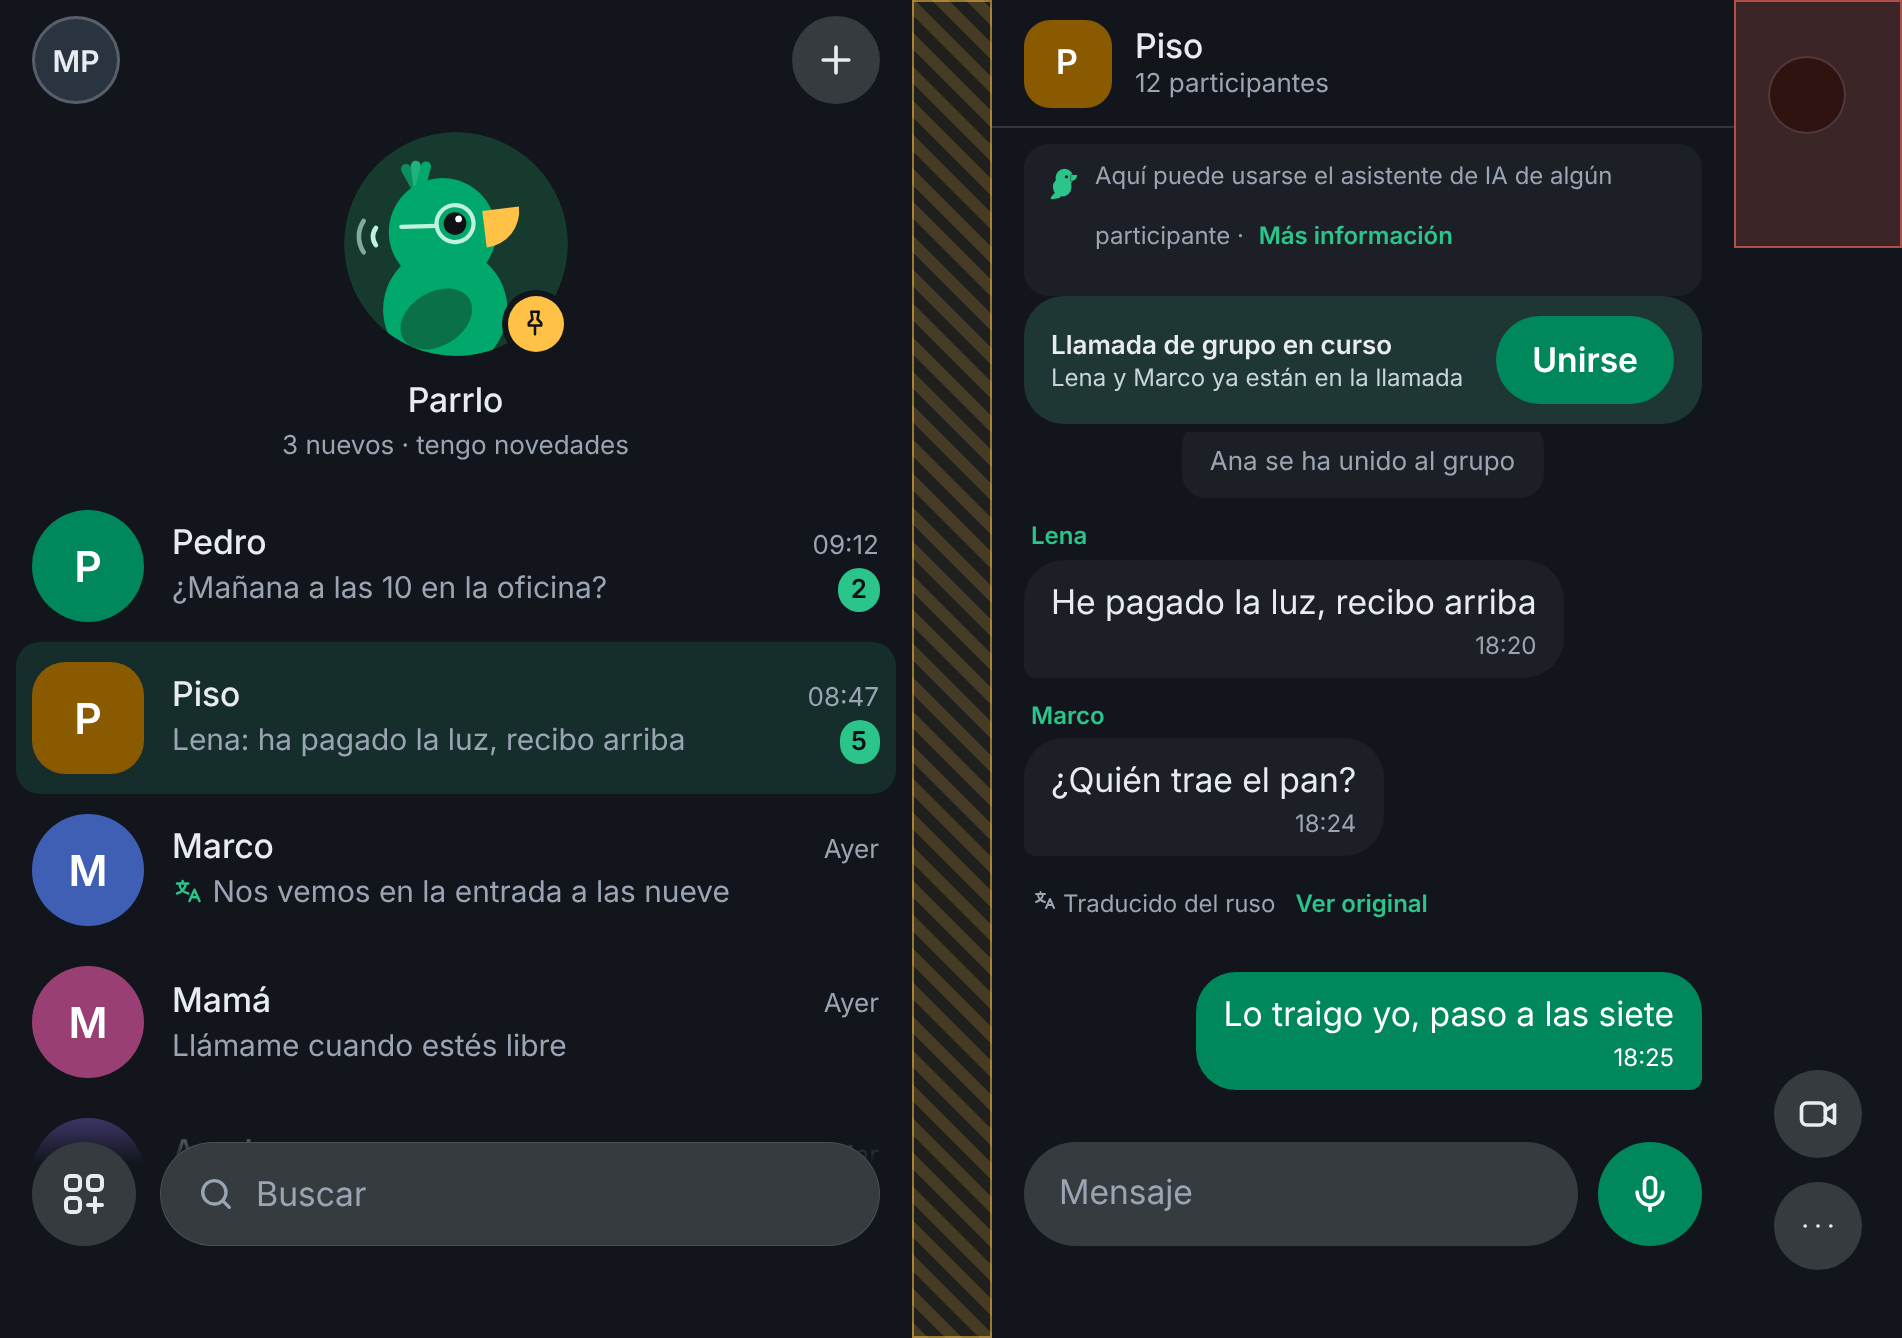 MP
Parrlo
3 nuevos · tengo novedades
P
Pedro
09:12
¿Mañana a las 10 en la oficina?
2
P
Piso
08:47
Lena: ha pagado la luz, recibo arriba
5
M
Marco
Ayer
Nos vemos en la entrada a las nueve
M
Mamá
Ayer
Llámame cuando estés libre
Buscar
P
Piso
12 participantes
Aquí puede usarse el asistente de IA de algún
participante · Más información
Llamada de grupo en curso
Lena y Marco ya están en la llamada
Unirse
Ana se ha unido al grupo
Lena
He pagado la luz, recibo arriba
18:20
Marco
¿Quién trae el pan?
18:24
Traducido del ruso Ver original
Lo traigo yo, paso a las siete
18:25
Mensaje